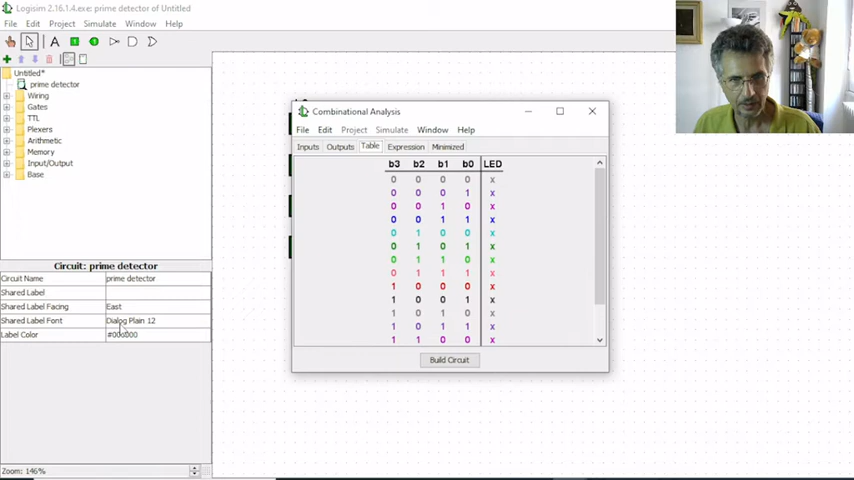 Logisim 2.16.1.4.exe: prime detector of Untitled
File Edit Project Simulate Window Help
A
Untitled*
prime detector
Wiring
Gates
TTL
Plexers
Arithmetic
Memory
Input/Output
Base
Circuit: prime detector
Circuit Name prime detector
Shared Label
Shared Label Facing East
Shared Label Font Dialog Plain 12
Label Color
Zoom: 146%
Combinational Analysis
File Edit Project Simulate Window Help
Inputs Outputs Table Expression Minimized
b3 b2 b1 b0 LED
0 0 0 0 x
0 0 0 1 x
0 0 1 0 x
0 0 1 1 x
0 1 0 0 x
0 1 0 1 x
0 1 1 0 x
0 1 1 1 x
1 0 0 0 x
1 0 0 1 x
1 0 1 0 x
1 0 1 1 x
1 1 0 0 x
Build Circuit